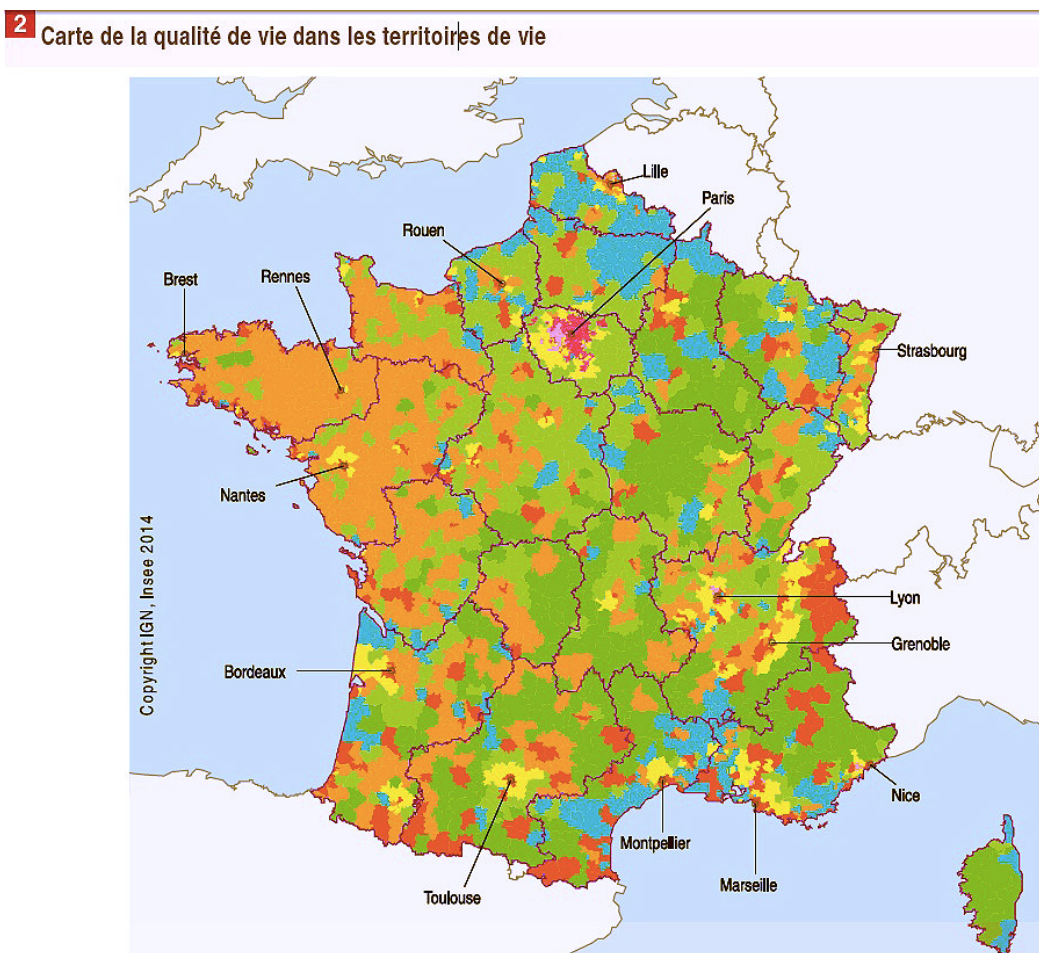 2
Carte de la qualité de vie dans les territoires de vie
Lille
Paris
Rouen
Brest
Rennes
Strasbourg
Nantes
Copyright IGN, Insee 2014
Lyon
Grenoble
Bordeaux
Nice
Montpellier
Marseille
Toulouse